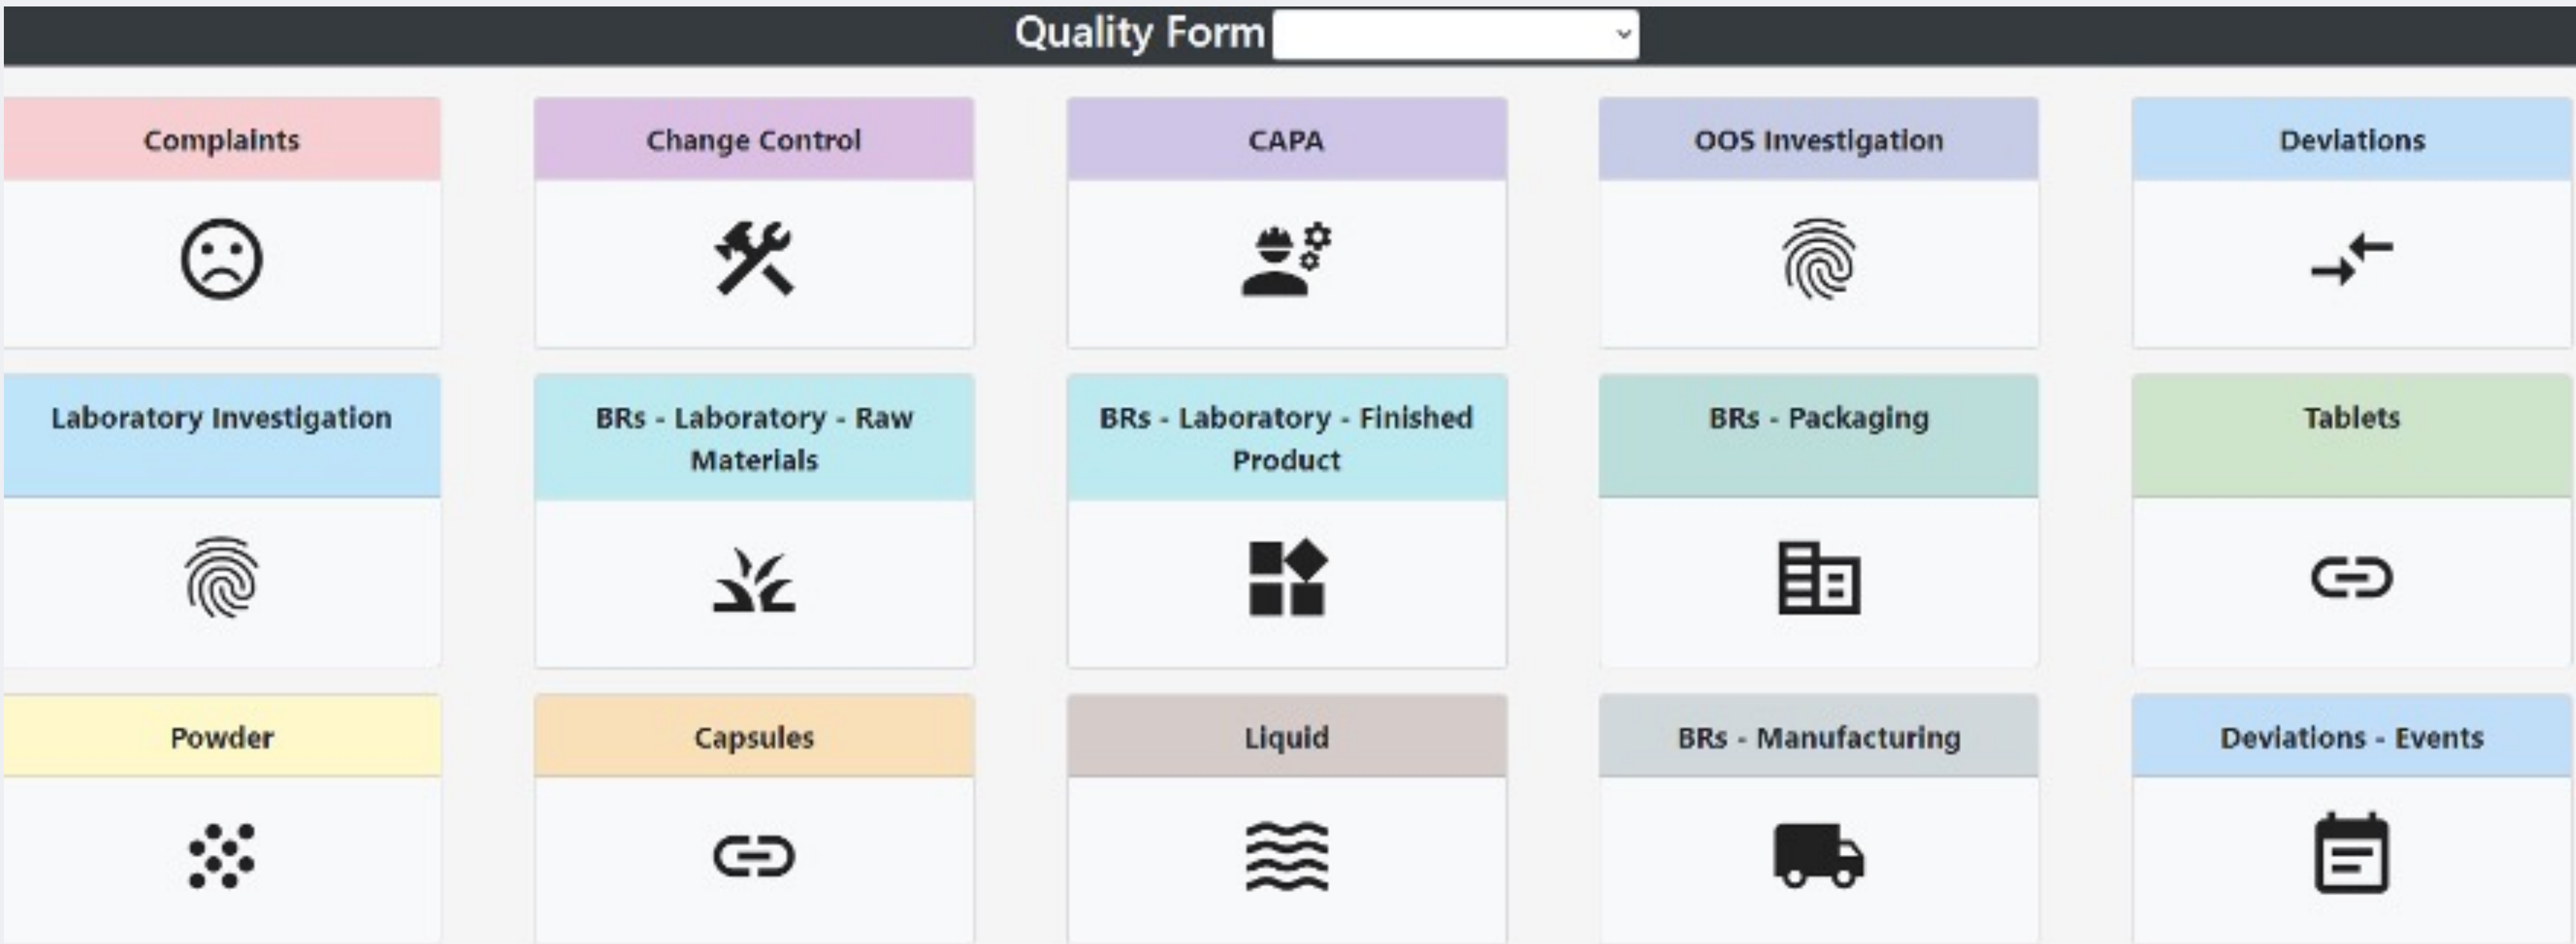 Quality Form
Complaints
Change Control
CAPA
OOS Investigation
Deviations
Laboratory Investigation
BRs - Laboratory - Raw
Materials
BRs - Laboratory - Finished
Product
BRs - Packaging
Tablets
Powder
Capsules
Liquid
BRs - Manufacturing
Deviations - Events